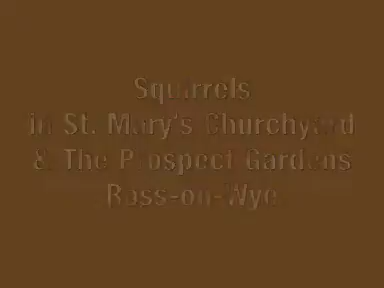 Squirrels
in St. Mary's Churchyard
& The Prospect Gardens
Ross-on-Wye